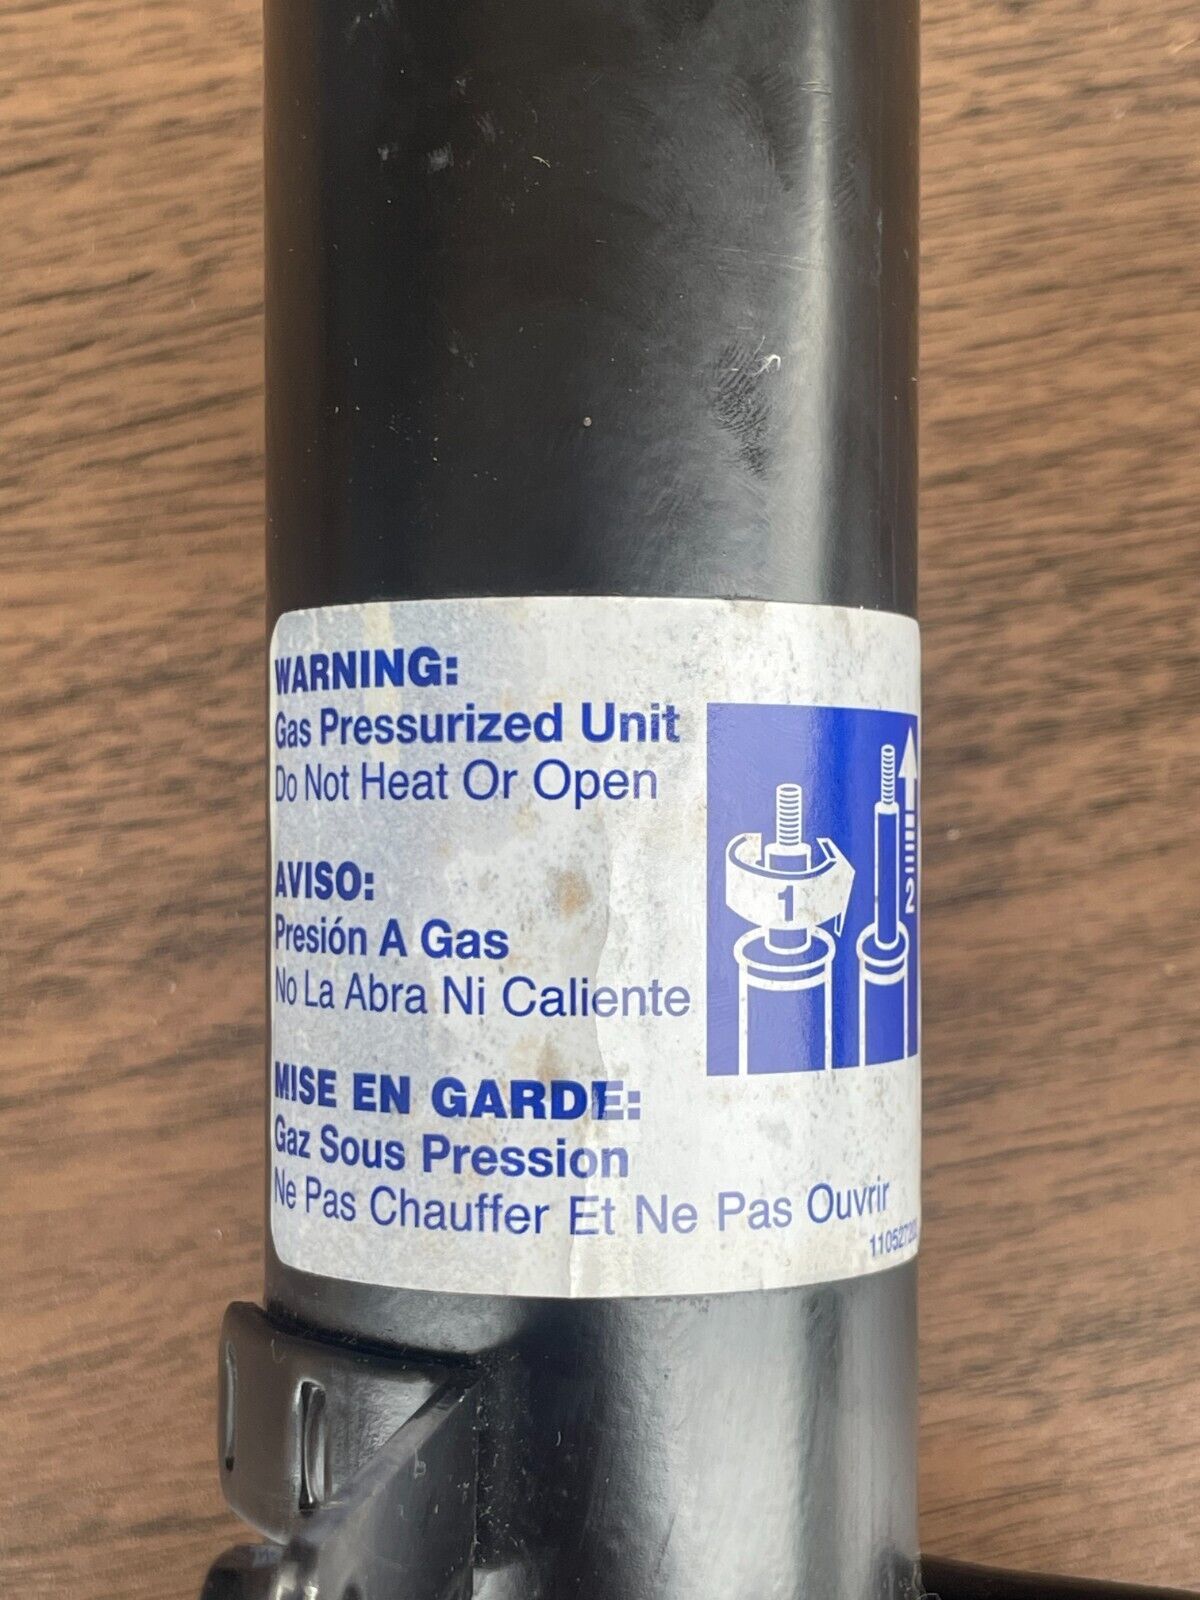 WARNING:
Gas Pressurized Unit
Do Not Heat Or Open
AVISO:
Presión A Gas
No La Abra Ni Caliente
MISE EN GARDE:
Gaz Sous Pression
Ne Pas Chauffer Et Ne Pas Ouvrir
1
2